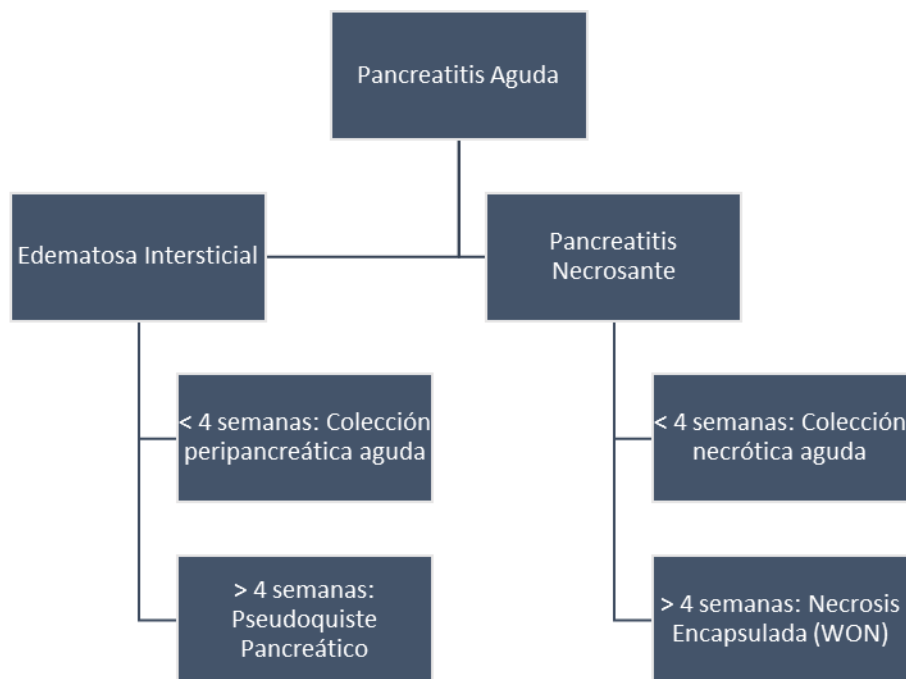 Pancreatitis Aguda
Edematosa Intersticial
Pancreatitis
Necrosante
< 4 semanas: Colección
peripancreática aguda
> 4 semanas:
Pseudoquiste
Pancreático
< 4 semanas: Colección
necrótica aguda
> 4 semanas: Necrosis
Encapsulada (WON)